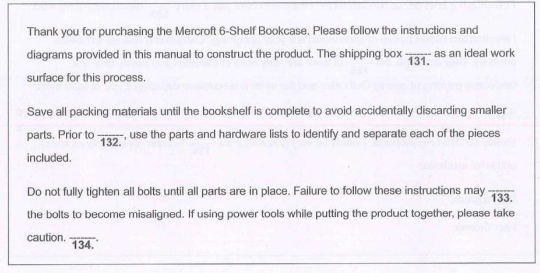 Thank you for purchasing the Mercroft 6-Shelf Bookcase. Please follow the instructions and
diagrams provided in this manual to construct the product. The shipping box ------- 131. as an ideal work
surface for this process.
Save all packing materials until the bookshelf is complete to avoid accidentally discarding smaller
parts. Prior to ------- 132., use the parts and hardware lists to identify and separate each of the pieces
included.
Do not fully tighten all bolts until all parts are in place. Failure to follow these instructions may ------- 133.
the bolts to become misaligned. If using power tools while putting the product together, please take
caution. ------- 134..